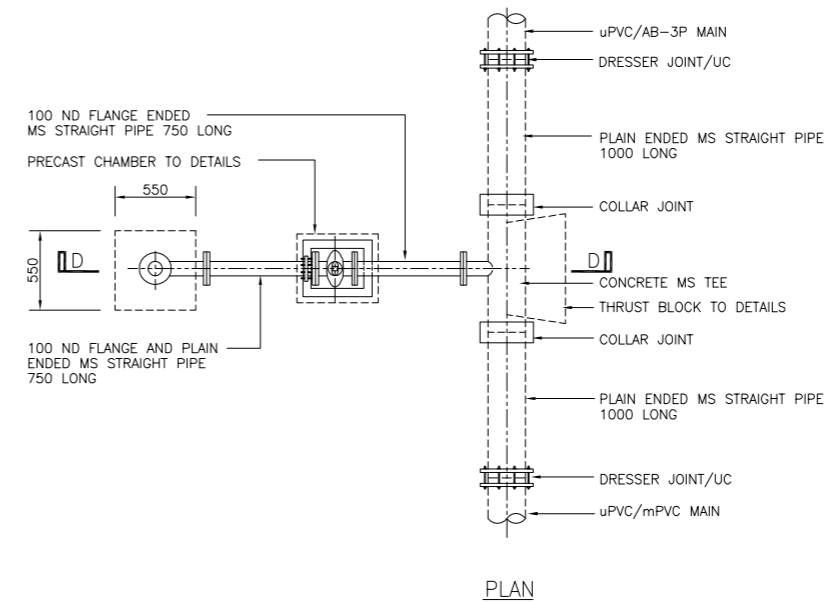 uPVC/AB-3P MAIN
DRESSER JOINT/UC
100 ND FLANGE ENDED
MS STRAIGHT PIPE 750 LONG
PLAIN ENDED MS STRAIGHT PIPE
1000 LONG
PRECAST CHAMBER TO DETAILS
550
COLLAR JOINT
550
D
D
CONCRETE MS TEE
THRUST BLOCK TO DETAILS
COLLAR JOINT
100 ND FLANGE AND PLAIN
ENDED MS STRAIGHT PIPE
750 LONG
PLAIN ENDED MS STRAIGHT PIPE
1000 LONG
DRESSER JOINT/UC
uPVC/mPVC MAIN
PLAN